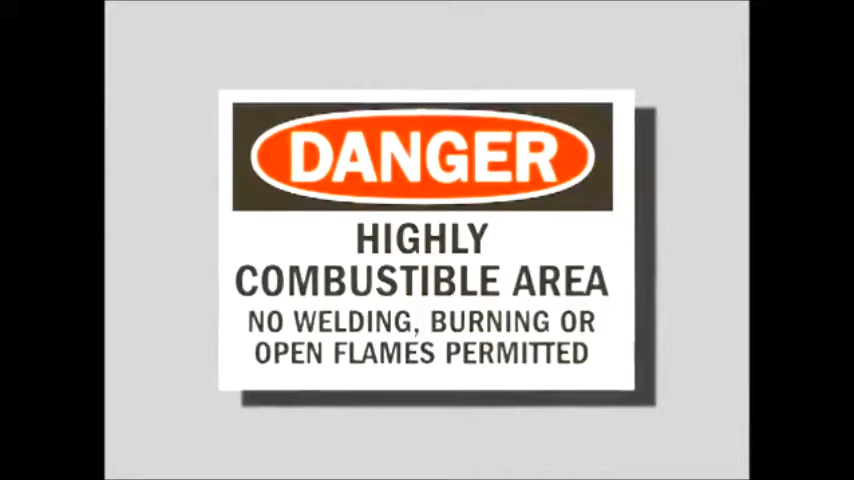 DANGER
HIGHLY
COMBUSTIBLE AREA
NO WELDING, BURNING OR
OPEN FLAMES PERMITTED